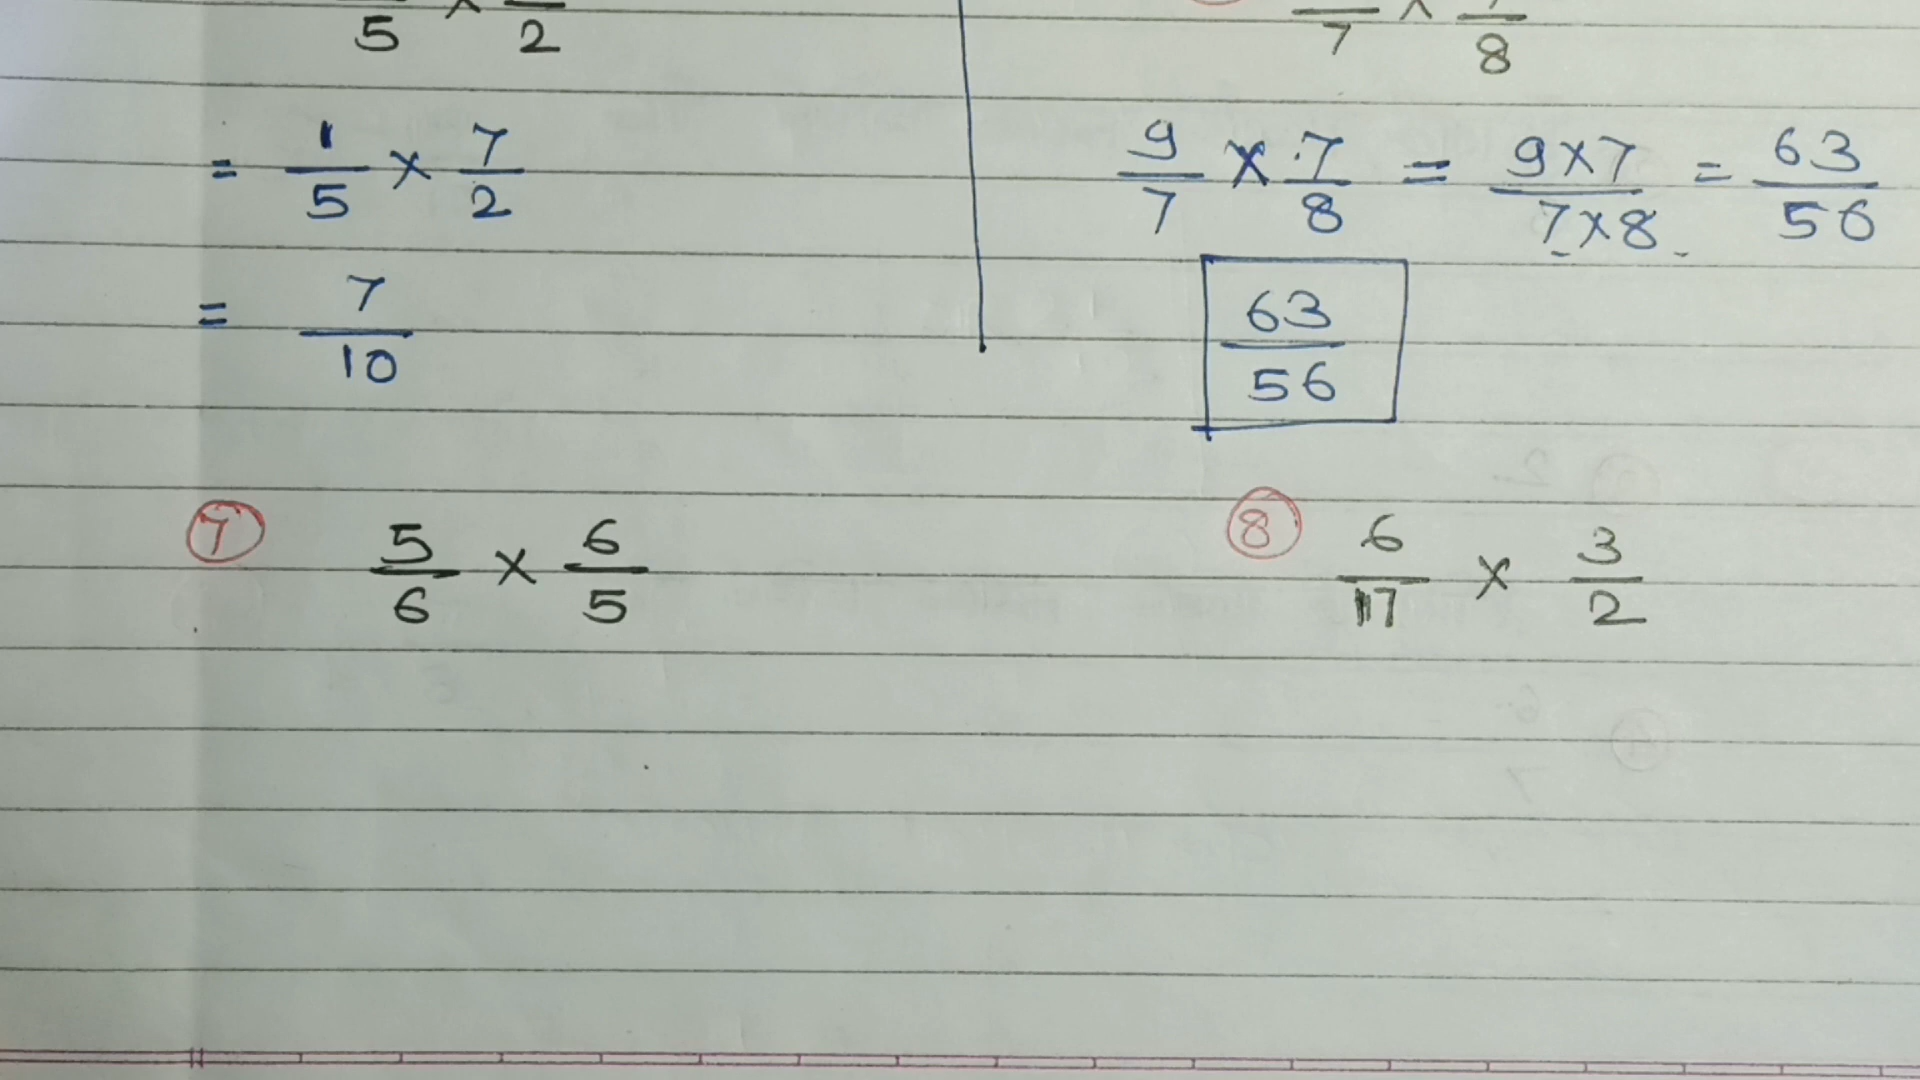 5 × 2
= 1/5 × 7/2
= 7/10
7 × 8
9/7 × 7/8 = 9×7/7×8 = 63/56
63/56
7 5/6 × 6/5
8 6/17 × 3/2